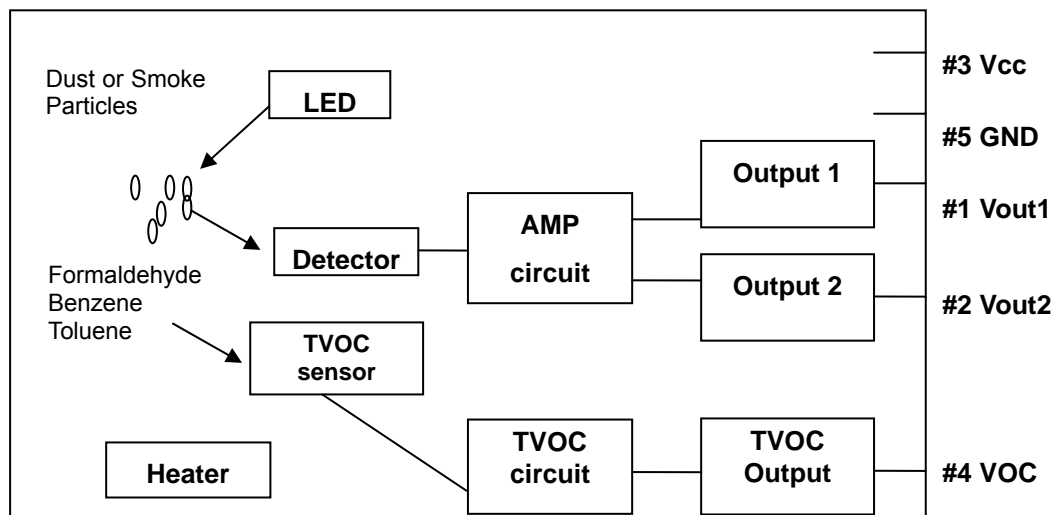 Dust or Smoke
Particles
LED
#3 Vcc
#5 GND
Output 1
#1 Vout1
AMP
circuit
Detector
Output 2
#2 Vout2
Formaldehyde
Benzene
Toluene
TVOC
sensor
TVOC
circuit
TVOC
Output
#4 VOC
Heater